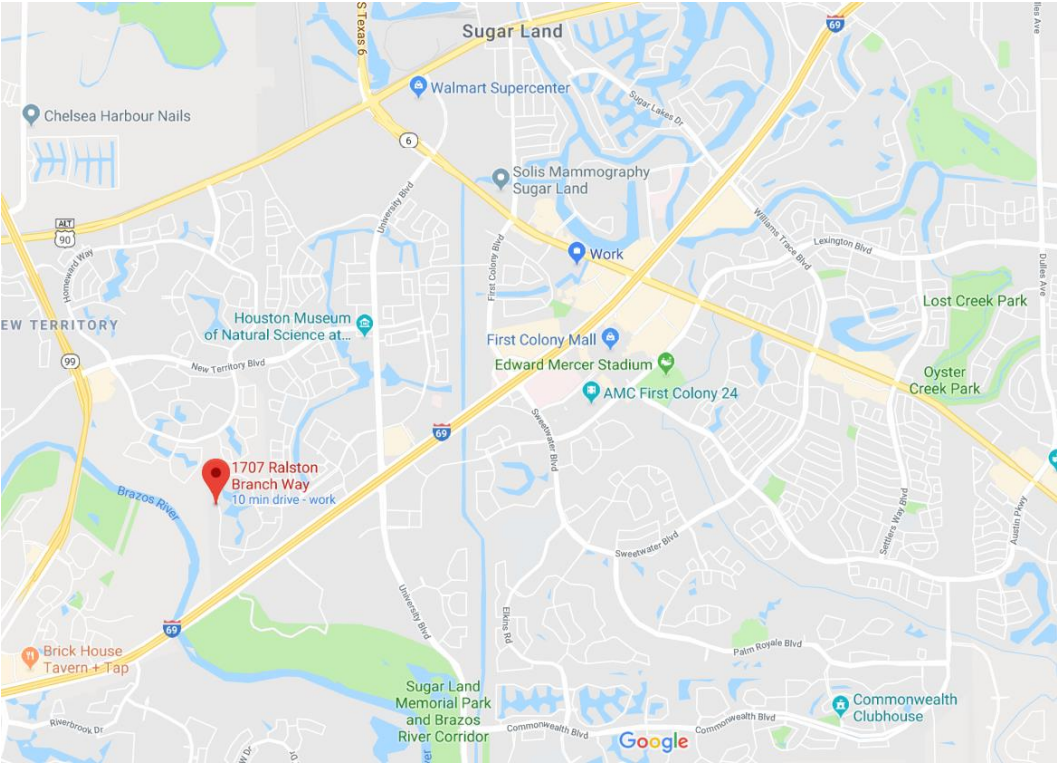 S Texas 6
Sugar Land
69
Dulles Ave
Walmart Supercenter
Chelsea Harbour Nails
Sugar Lakes Dr
6
Solis Mammography
Sugar Land
University Blvd
ALT
90
Williams Trace Blvd
Lexington Blvd
Homeward Way
First Colony Blvd
Work
Dulles Ave
Lost Creek Park
EW TERRITORY
Houston Museum
of Natural Science at...
First Colony Mall
99
New Territory Blvd
Edward Mercer Stadium
Oyster
Creek Park
AMC First Colony 24
69
Sweetwater Blvd
1707 Ralston
Branch Way
10 min drive - work
Brazos River
Settlers Way Blvd
Austin Pkwy
Sweetwater Blvd
University Blvd
Elkins Rd
69
Brick House
Tavern + Tap
Palm Royale Blvd
Sugar Land
Memorial Park
and Brazos
River Corridor
Commonwealth
Clubhouse
Riverbrook Dr
Commonwealth Blvd
Commonwealth Blvd
Google